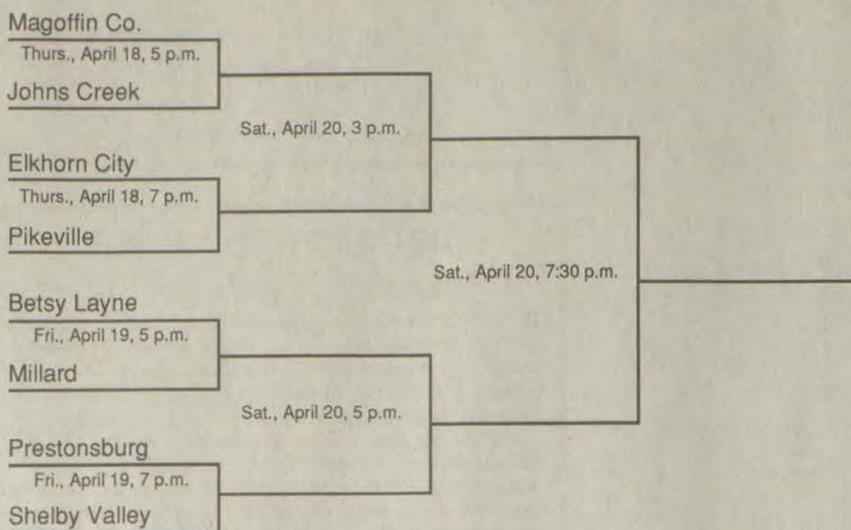 Magoffin Co.
Thurs., April 18, 5 p.m.
Johns Creek
Sat., April 20, 3 p.m.
Elkhorn City
Thurs., April 18, 7 p.m.
Pikeville
Sat., April 20, 7:30 p.m.
Betsy Layne
Fri., April 19, 5 p.m.
Millard
Sat., April 20, 5 p.m.
Prestonsburg
Fri., April 19, 7 p.m.
Shelby Valley